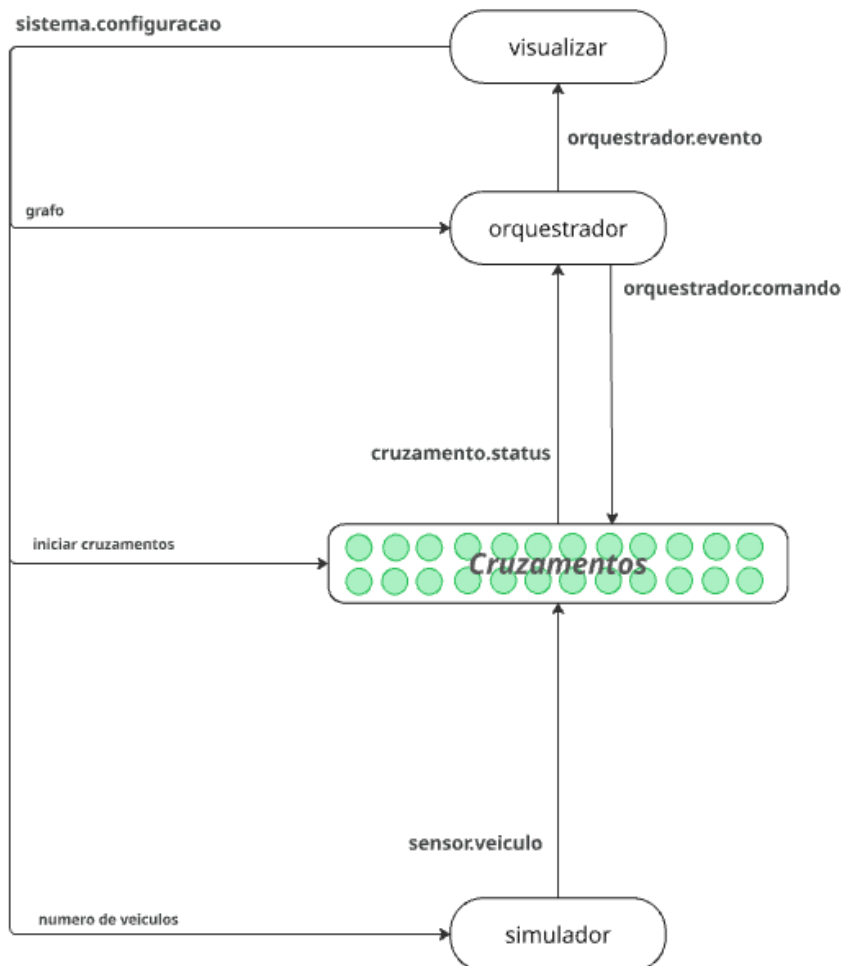 sistema.configuracao
visualizar
orquestrador.evento
grafo
orquestrador
orquestrador.comando
cruzamento.status
iniciar cruzamentos
Cruzamentos
sensor.veiculo
numero de veiculos
simulador